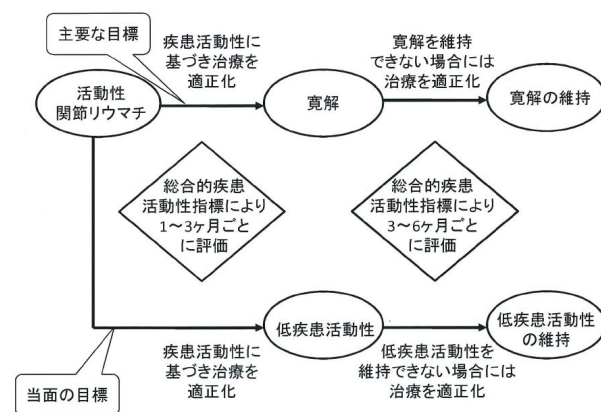 主要な目標
疾患活動性に
基づき治療を
適正化
寛解を維持
できない場合には
治療を適正化
活動性
関節リウマチ
寛解
寛解の維持
総合的疾患
活動性指標により
1～3ヶ月ごと
に評価
総合的疾患
活動性指標により
3～6ヶ月ごと
に評価
低疾患活動性
低疾患活動性
の維持
当面の目標
疾患活動性に
基づき治療を
適正化
低疾患活動性を
維持できない場合には
治療を適正化